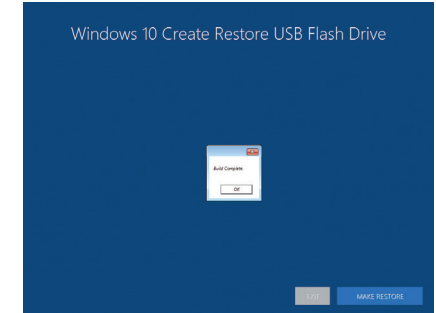 Windows 10 Create Restore USB Flash Drive
Build Complete
OK
EXIT
MAKE RESTORE